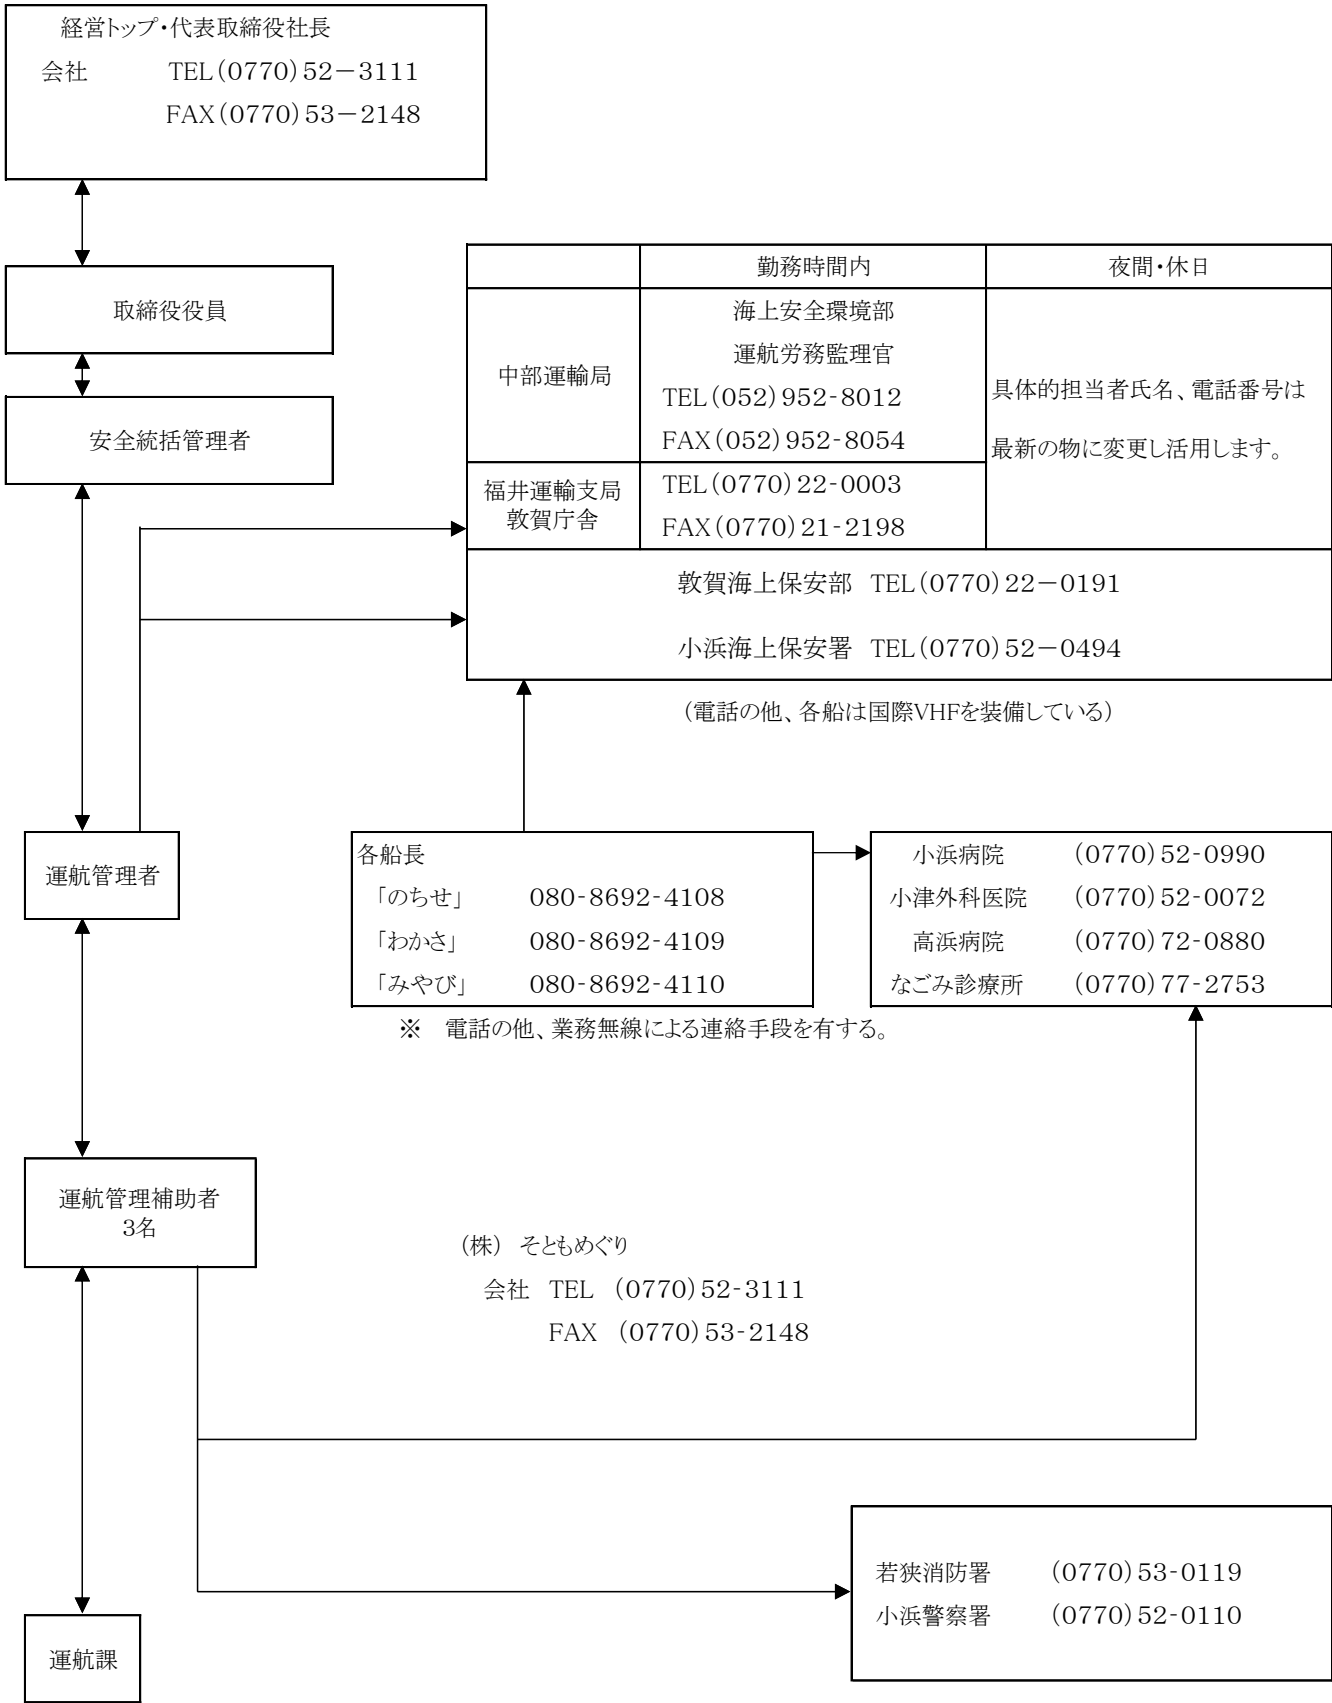 経営トップ・代表取締役社長
会社 TEL(0770)52－3111
FAX(0770)53－2148
取締役役員
安全統括管理者
勤務時間内 夜間・休日
中部運輸局
海上安全環境部
運航労務監理官
TEL(052)952-8012
FAX(052)952-8054
具体的担当者氏名、電話番号は
最新の物に変更し活用します。
福井運輸支局
敦賀庁舎
TEL(0770)22-0003
FAX(0770)21-2198
敦賀海上保安部 TEL(0770)22－0191
小浜海上保安署 TEL(0770)52－0494
(電話の他、各船は国際VHFを装備している)
運航管理者
各船長
「のちせ」 080-8692-4108
「わかさ」 080-8692-4109
「みやび」 080-8692-4110
小浜病院 (0770)52-0990
小津外科医院 (0770)52-0072
高浜病院 (0770)72-0880
なごみ診療所 (0770)77-2753
※ 電話の他、業務無線による連絡手段を有する。
運航管理補助者
3名
(株) そともめぐり
会社 TEL (0770)52-3111
FAX (0770)53-2148
若狭消防署 (0770)53-0119
小浜警察署 (0770)52-0110
運航課